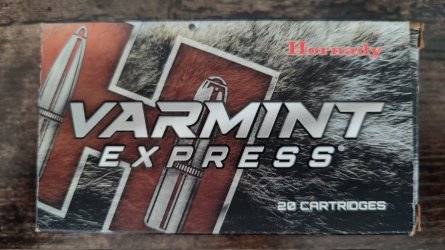 Hornady
VARMINT
EXPRESS®
20 CARTRIDGES